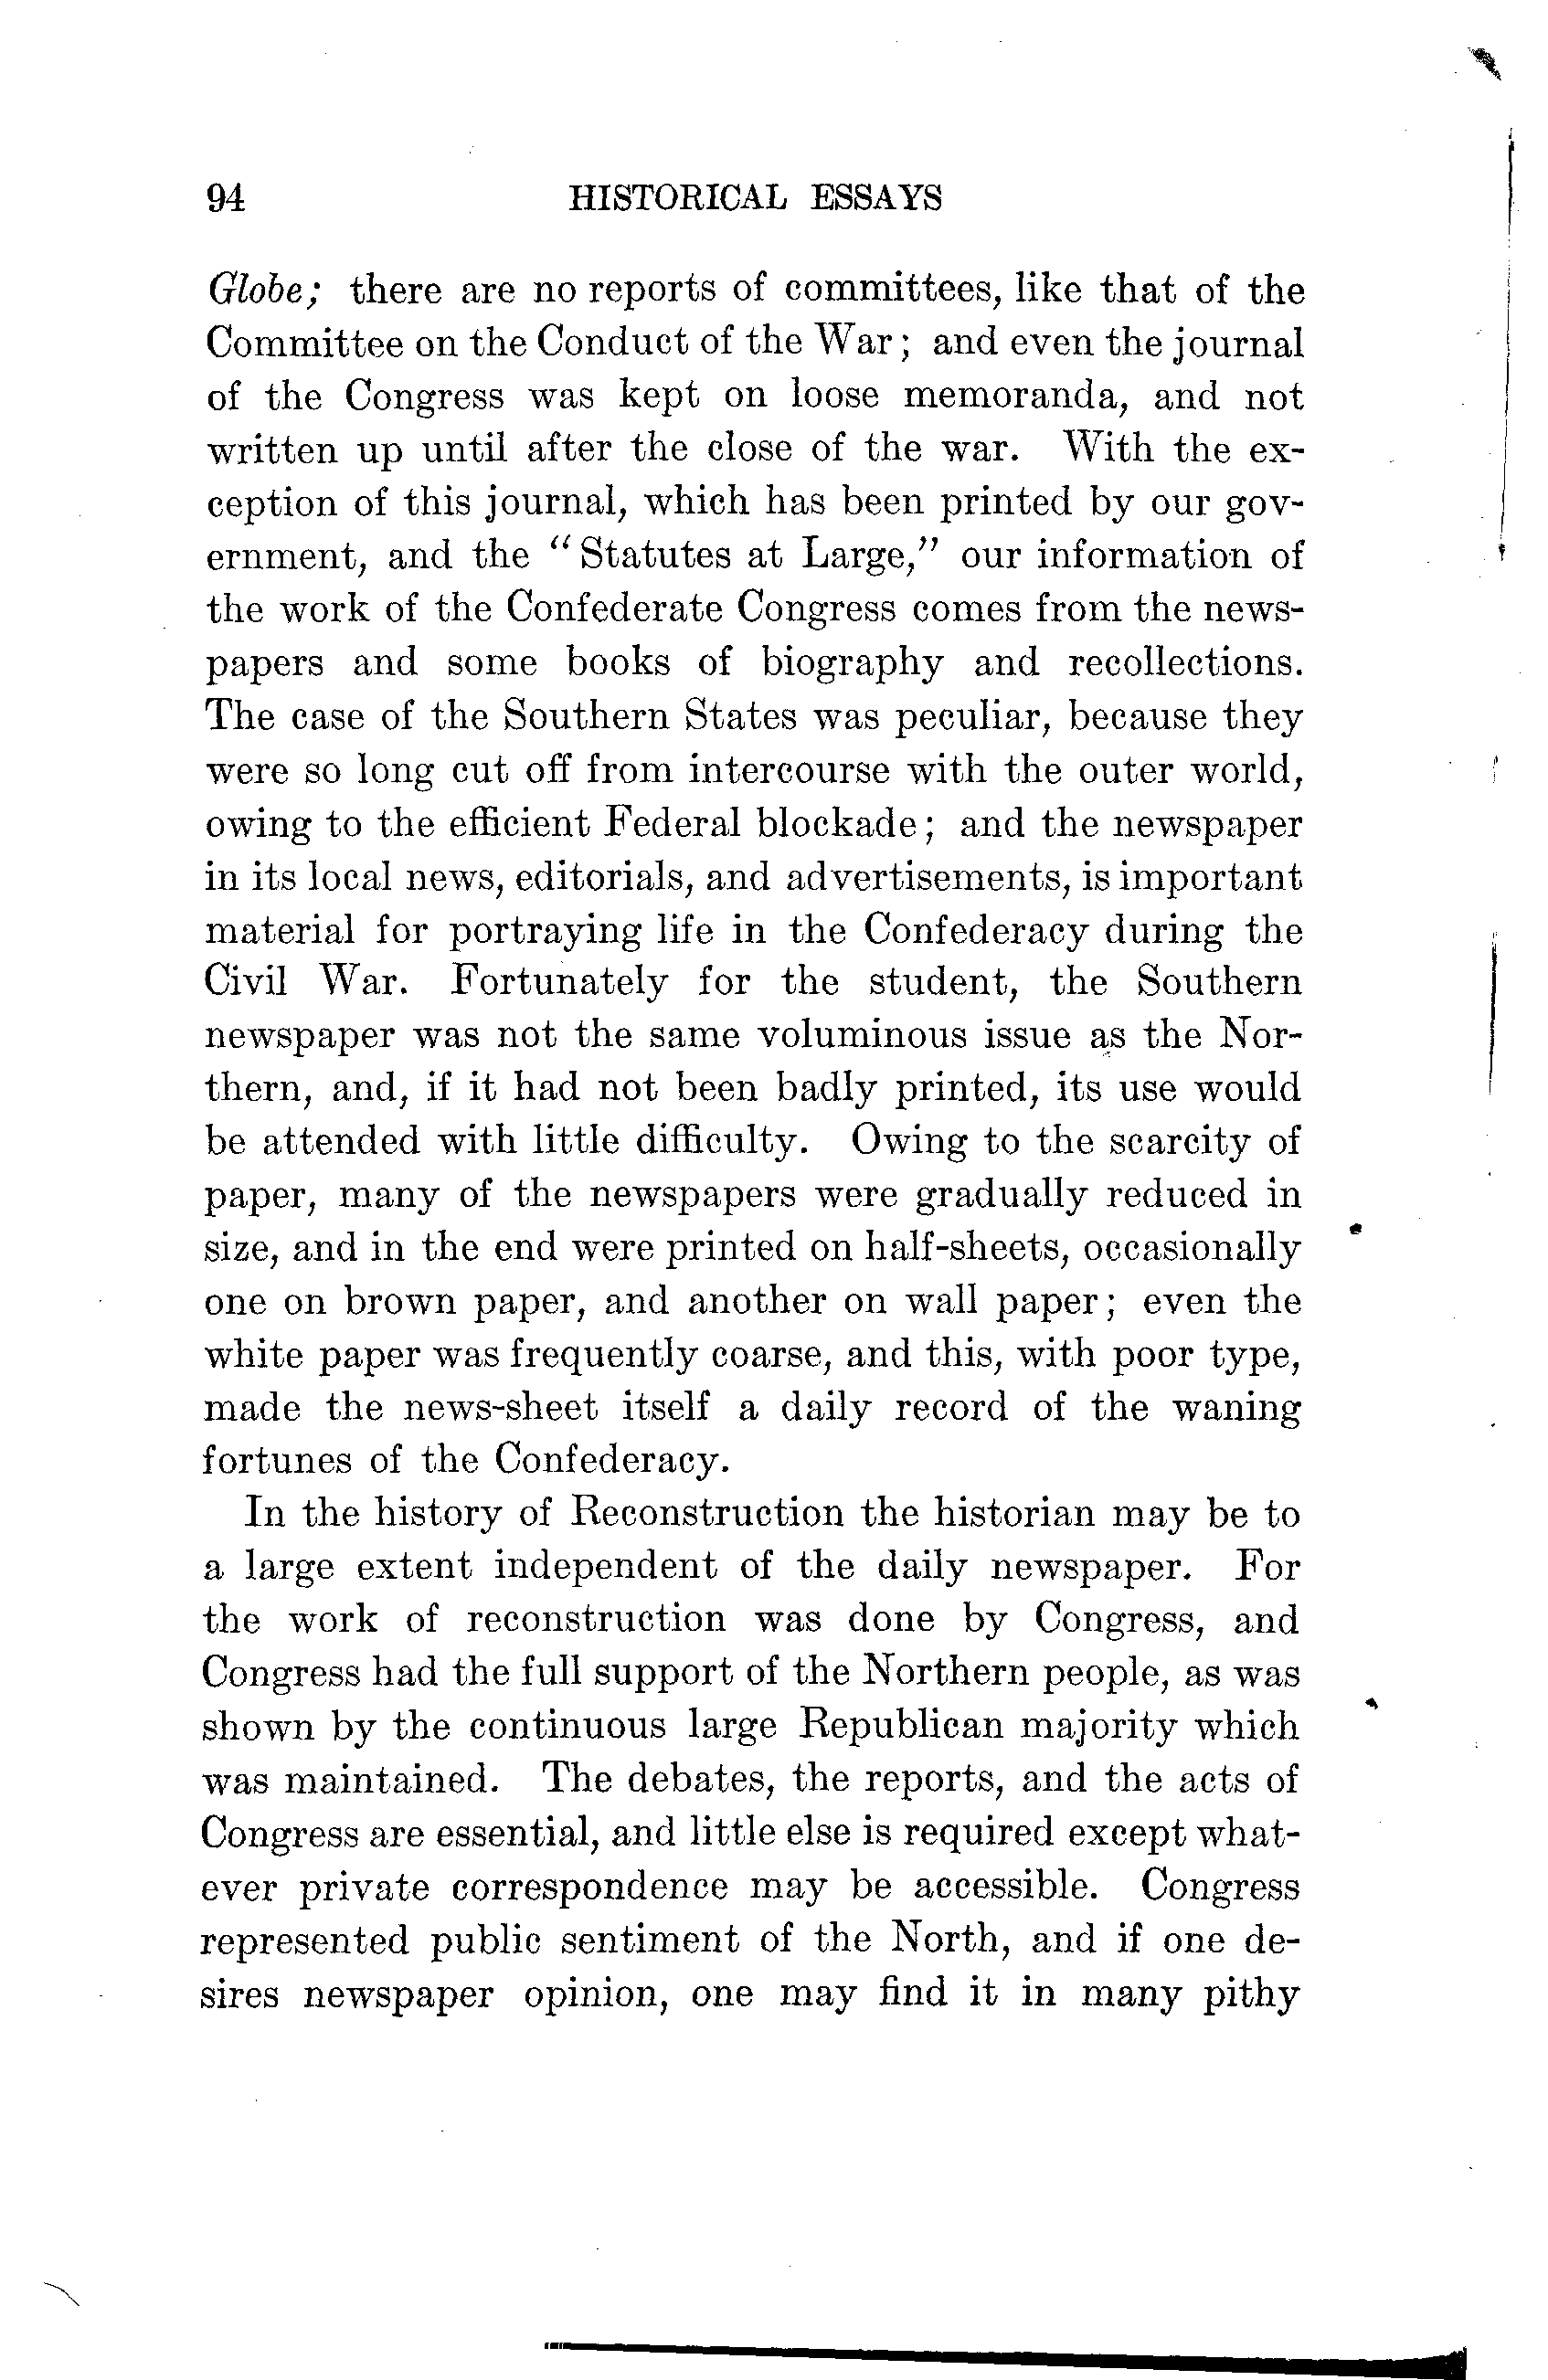 94 HISTORICAL ESSAYS
Globe; there are no reports of committees, like that of the
Committee on the Conduct of the War; and even the journal
of the Congress was kept on loose memoranda, and not
written up until after the close of the war. With the ex-
ception of this journal, which has been printed by our gov-
ernment, and the "Statutes at Large," our information of
the work of the Confederate Congress comes from the news-
papers and some books of biography and recollections.
The case of the Southern States was peculiar, because they
were so long cut off from intercourse with the outer world,
owing to the efficient Federal blockade; and the newspaper
in its local news, editorials, and advertisements, is important
material for portraying life in the Confederacy during the
Civil War. Fortunately for the student, the Southern
newspaper was not the same voluminous issue as the Nor-
thern, and, if it had not been badly printed, its use would
be attended with little difficulty. Owing to the scarcity of
paper, many of the newspapers were gradually reduced in
size, and in the end were printed on half-sheets, occasionally
one on brown paper, and another on wall paper; even the
white paper was frequently coarse, and this, with poor type,
made the news-sheet itself a daily record of the waning
fortunes of the Confederacy.
In the history of Reconstruction the historian may be to
a large extent independent of the daily newspaper. For
the work of reconstruction was done by Congress, and
Congress had the full support of the Northern people, as was
shown by the continuous large Republican majority which
was maintained. The debates, the reports, and the acts of
Congress are essential, and little else is required except what-
ever private correspondence may be accessible. Congress
represented public sentiment of the North, and if one de-
sires newspaper opinion, one may find it in many pithy